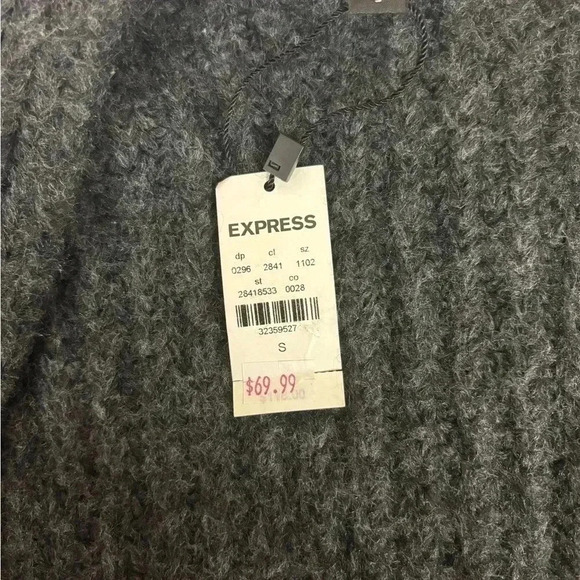 EXPRESS
dp cl sz
0296 2841 1102
st co
28418533 0028
32359527
S
$69.99